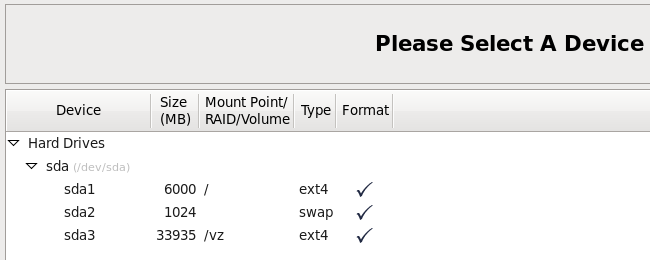 Please Select A Device
Device Size (MB) Mount Point/ RAID/Volume Type Format
Hard Drives
sda (/dev/sda)
sda1 6000 / ext4 ✓
sda2 1024 swap ✓
sda3 33935 /vz ext4 ✓